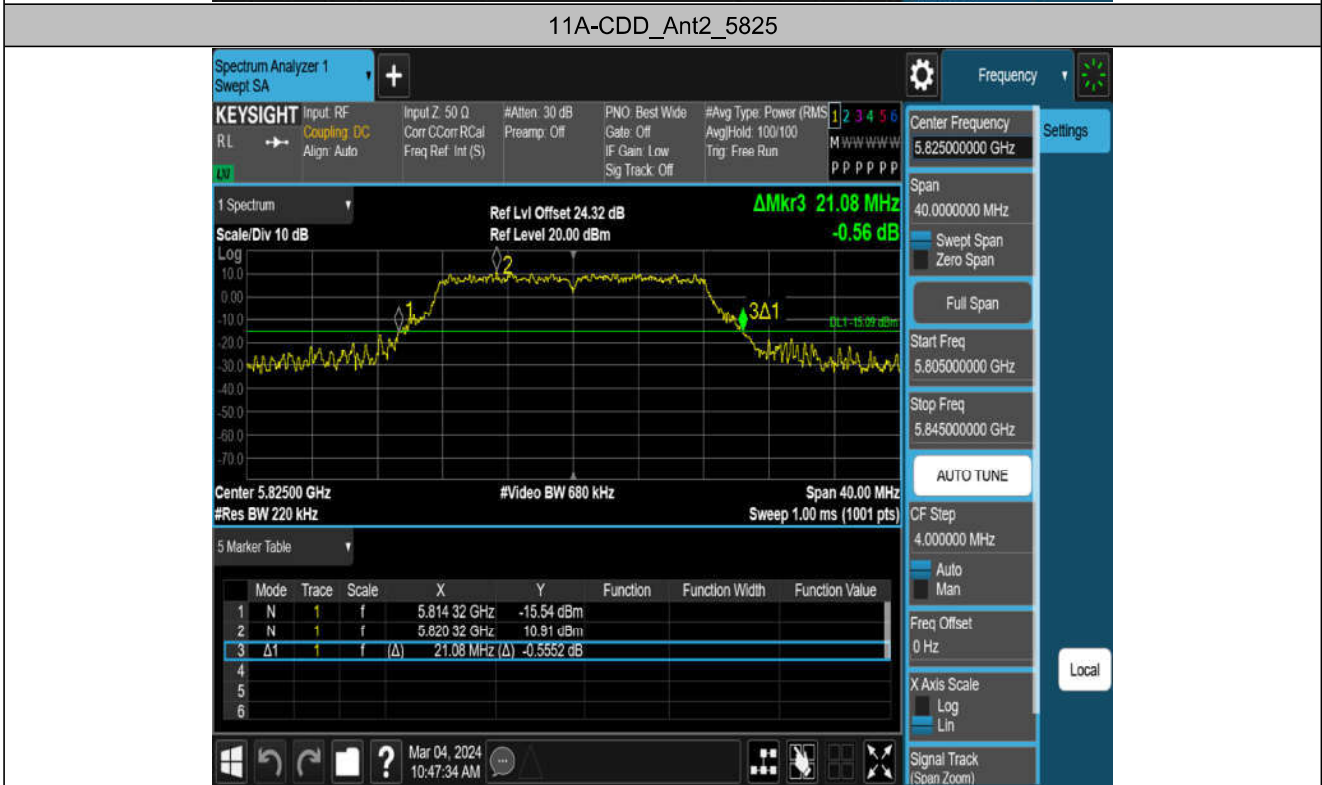 11A-CDD_Ant2_5825
Spectrum Analyzer 1
Swept SA
+
Frequency
KEYSIGHT
RL
LXI
Input: RF
Coupling: DC
Align: Auto
Input Z: 50 Ω
Corr CCorr RCal
Freq Ref: Int (S)
#Atten: 30 dB
Preamp: Off
PNO: Best Wide
Gate: Off
IF Gain: Low
Sig Track: Off
#Avg Type: Power (RMS
Avg|Hold: 100/100
Trig: Free Run
1 2 3 4 5 6
M W W W W W
P P P P P P
1 Spectrum
Scale/Div 10 dB
Ref Lvl Offset 24.32 dB
Ref Level 20.00 dBm
ΔMkr3 21.08 MHz
-0.56 dB
Log
10.0
0.00
-10.0
-20.0
-30.0
-40.0
-50.0
-60.0
-70.0
1
2
3Δ1
DL1 -15.09 dBm
Center 5.82500 GHz
#Video BW 680 kHz
Span 40.00 MHz
#Res BW 220 kHz
Sweep 1.00 ms (1001 pts)
5 Marker Table
Mode Trace Scale X Y Function Function Width Function Value
1 N 1 f 5.814 32 GHz -15.54 dBm
2 N 1 f 5.820 32 GHz 10.91 dBm
3 Δ1 1 f (Δ) 21.08 MHz (Δ) -0.5552 dB
4
5
6
Mar 04, 2024
10:47:34 AM
?
Center Frequency
5.825000000 GHz
Settings
Span
40.0000000 MHz
Swept Span
Zero Span
Full Span
Start Freq
5.805000000 GHz
Stop Freq
5.845000000 GHz
AUTO TUNE
CF Step
4.000000 MHz
Auto
Man
Freq Offset
0 Hz
Local
X Axis Scale
Log
Lin
Signal Track
(Span Zoom)